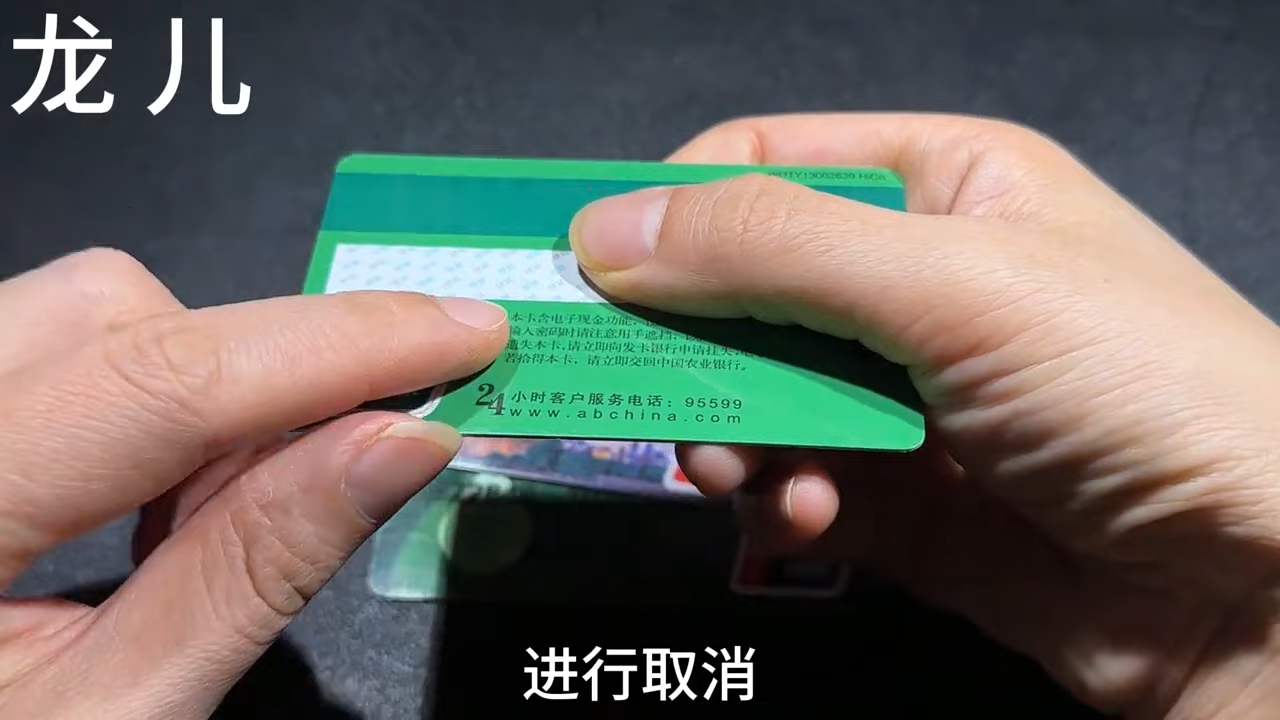 龙儿
本卡含电子现金功能,
输入密码时请注意用手遮挡,
遗失本卡,请立即向发卡银行申请挂失,
若拾得本卡,请立即交回中国农业银行。
24小时客户服务电话:95599
www.abchina.com
进行取消